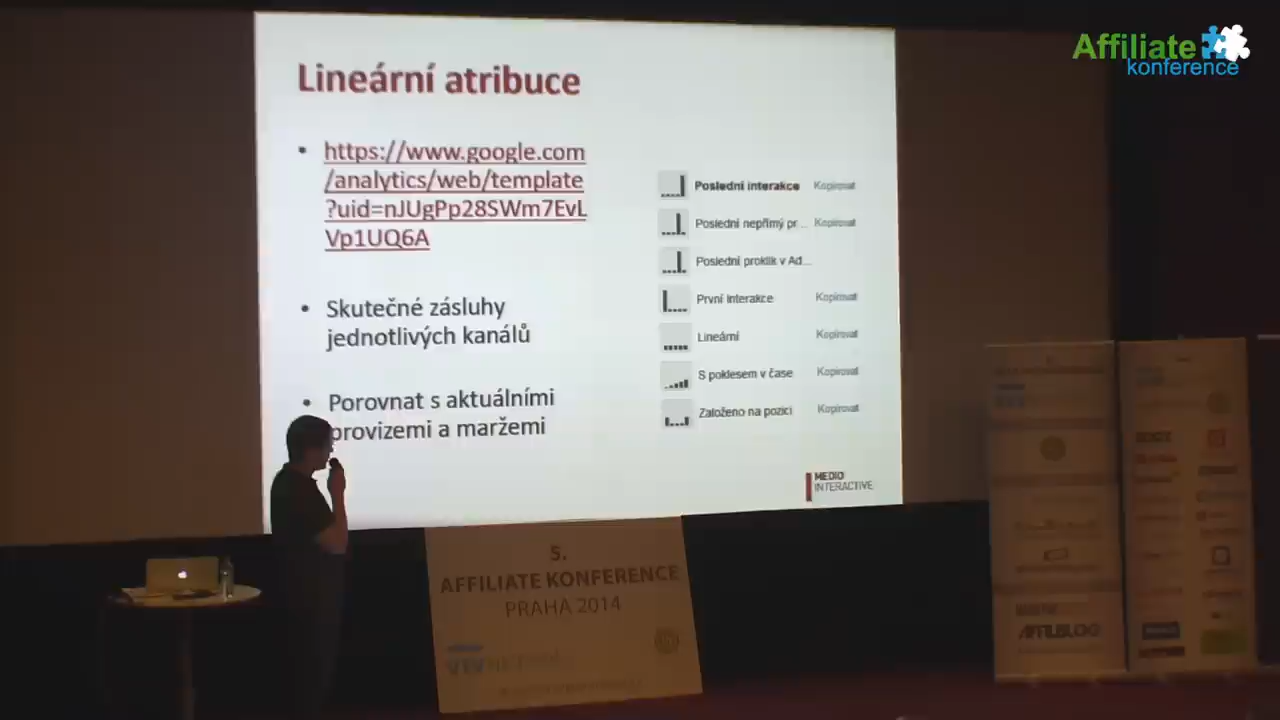 Affiliate
konference
Lineární atribuce
• https://www.google.com
/analytics/web/template
?uid=nJUgPp28SWm7EvL
Vp1UQ6A
• Skutečné zásluhy
jednotlivých kanálů
• Porovnat s aktuálními
provizemi a maržemi
Poslední interakce Kopírovat
Poslední nepřímý pr... Kopírovat
Poslední proklik v Ad...
První interakce Kopírovat
Lineární Kopírovat
S poklesem v čase Kopírovat
Založeno na pozici Kopírovat
MEDIO
INTERACTIVE
5.
AFFILIATE KONFERENCE
PRAHA 2014
AFFILBLOG